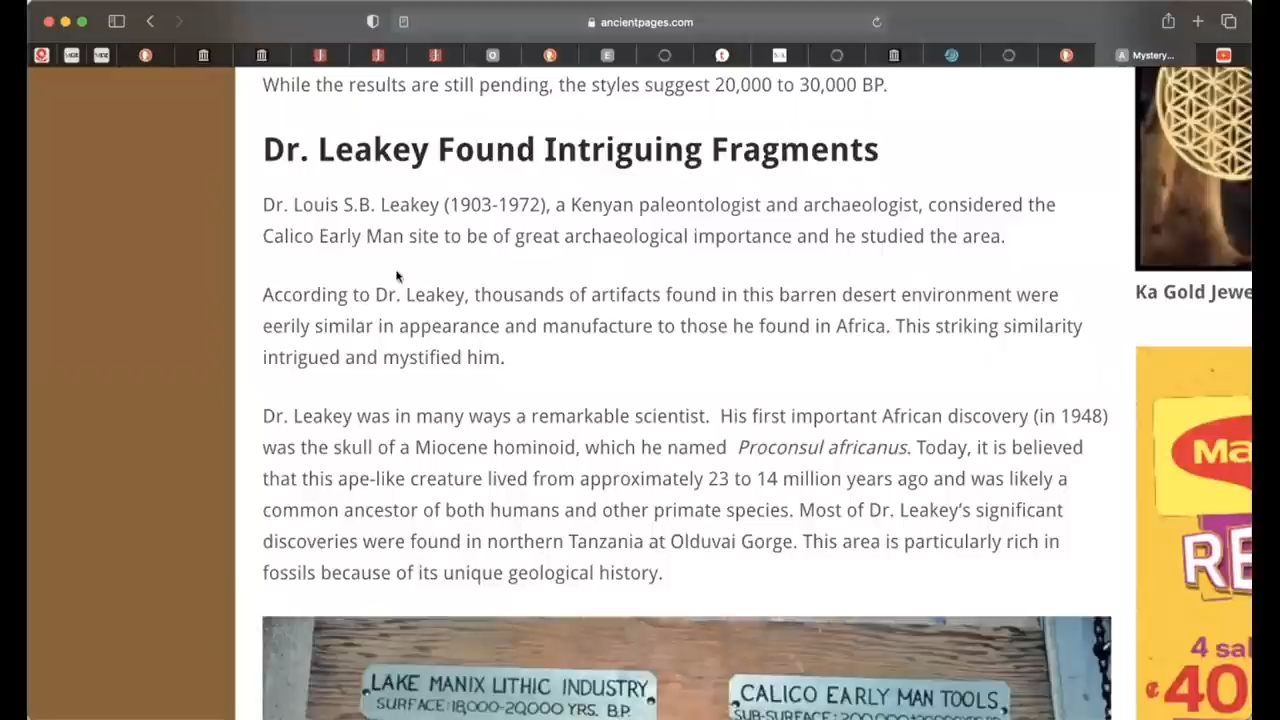 ancientpages.com
Mystery...
While the results are still pending, the styles suggest 20,000 to 30,000 BP.
Dr. Leakey Found Intriguing Fragments
Dr. Louis S.B. Leakey (1903-1972), a Kenyan paleontologist and archaeologist, considered the
Calico Early Man site to be of great archaeological importance and he studied the area.
Ka Gold Jewe
According to Dr. Leakey, thousands of artifacts found in this barren desert environment were
eerily similar in appearance and manufacture to those he found in Africa. This striking similarity
intrigued and mystified him.
Dr. Leakey was in many ways a remarkable scientist. His first important African discovery (in 1948)
was the skull of a Miocene hominoid, which he named Proconsul africanus. Today, it is believed
that this ape-like creature lived from approximately 23 to 14 million years ago and was likely a
common ancestor of both humans and other primate species. Most of Dr. Leakey's significant
discoveries were found in northern Tanzania at Olduvai Gorge. This area is particularly rich in
fossils because of its unique geological history.
Ma
RE
4 sal
¢40
LAKE MANIX LITHIC INDUSTRY
SURFACE: 18,000-20,000 YRS. B.P.
CALICO EARLY MAN TOOLS